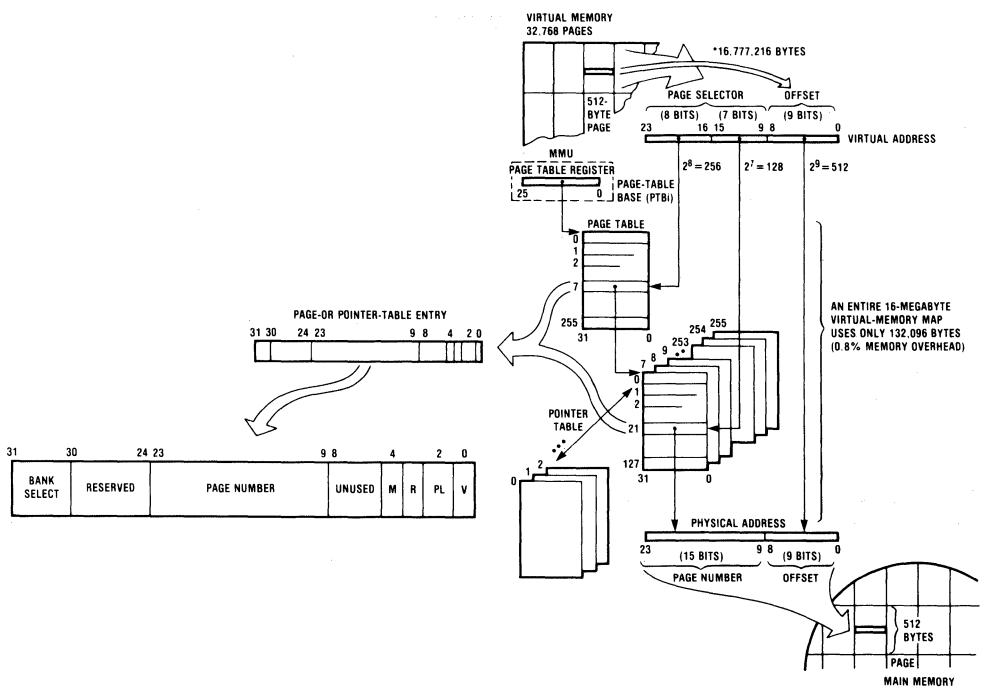 VIRTUAL MEMORY
32,768 PAGES
*16,777,216 BYTES
512-
BYTE
PAGE
PAGE SELECTOR OFFSET
(8 BITS) (7 BITS) (9 BITS)
23 16 15 9 8 0
VIRTUAL ADDRESS
2⁸ = 256 2⁷ = 128 2⁹ = 512
MMU
PAGE TABLE REGISTER
25 0
PAGE-TABLE
BASE (PTBi)
PAGE TABLE
0
1
2
7
255
31 0
PAGE-OR POINTER-TABLE ENTRY
31 30 24 23 9 8 4 2 0
AN ENTIRE 16-MEGABYTE
VIRTUAL-MEMORY MAP
USES ONLY 132,096 BYTES
(0.8% MEMORY OVERHEAD)
7 8 9 253 254 255
0
1
2
21
127
31 0
POINTER
TABLE
0 1 2
31 30 24 23 9 8 4 2 0
BANK
SELECT
RESERVED PAGE NUMBER UNUSED M R PL V
PHYSICAL ADDRESS
23 9 8 0
(15 BITS) (9 BITS)
PAGE NUMBER OFFSET
512
BYTES
PAGE
MAIN MEMORY